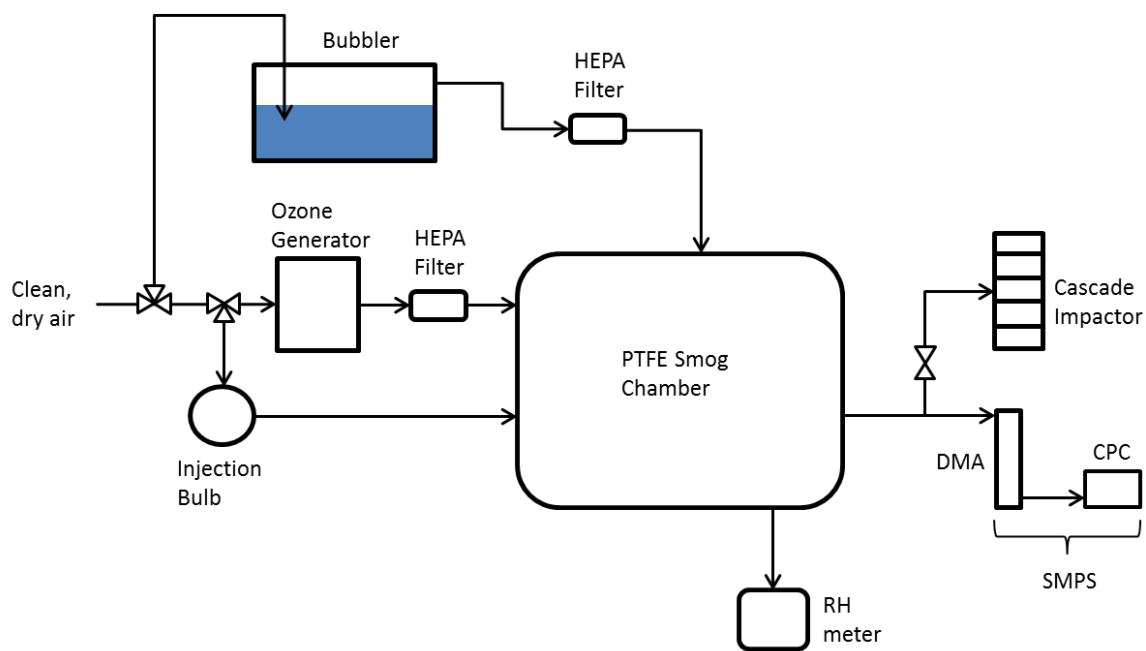 Bubbler
HEPA
Filter
Ozone
Generator
HEPA
Filter
Clean,
dry air
Injection
Bulb
PTFE Smog
Chamber
Cascade
Impactor
DMA
CPC
SMPS
RH
meter